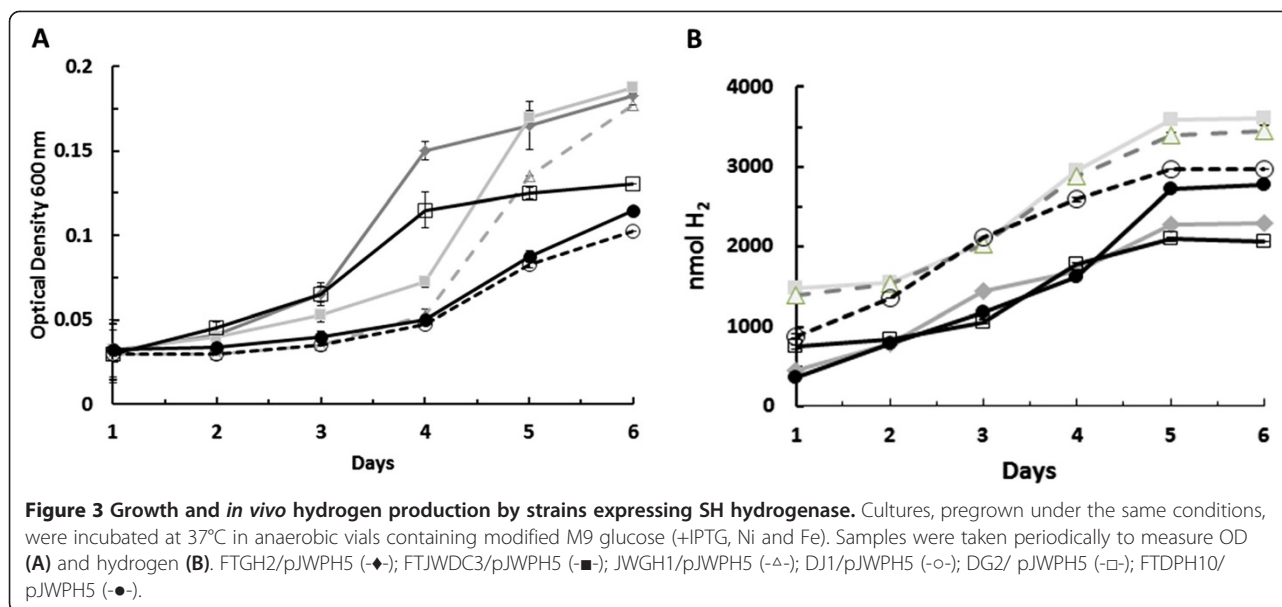 A
B
Optical Density 600nm
0.2
0.15
0.1
0.05
0
1 2 3 4 5 6
Days
nmol H₂
4000
3000
2000
1000
0
1 2 3 4 5 6
Days
Figure 3 Growth and in vivo hydrogen production by strains expressing SH hydrogenase. Cultures, pregrown under the same conditions,
were incubated at 37°C in anaerobic vials containing modified M9 glucose (+IPTG, Ni and Fe). Samples were taken periodically to measure OD
(A) and hydrogen (B). FTGH2/pJWPH5 (-♦-); FTJWDC3/pJWPH5 (-■-); JWGH1/pJWPH5 (-▵-); DJ1/pJWPH5 (-○-); DG2/ pJWPH5 (-□-); FTDPH10/
pJWPH5 (-●-).